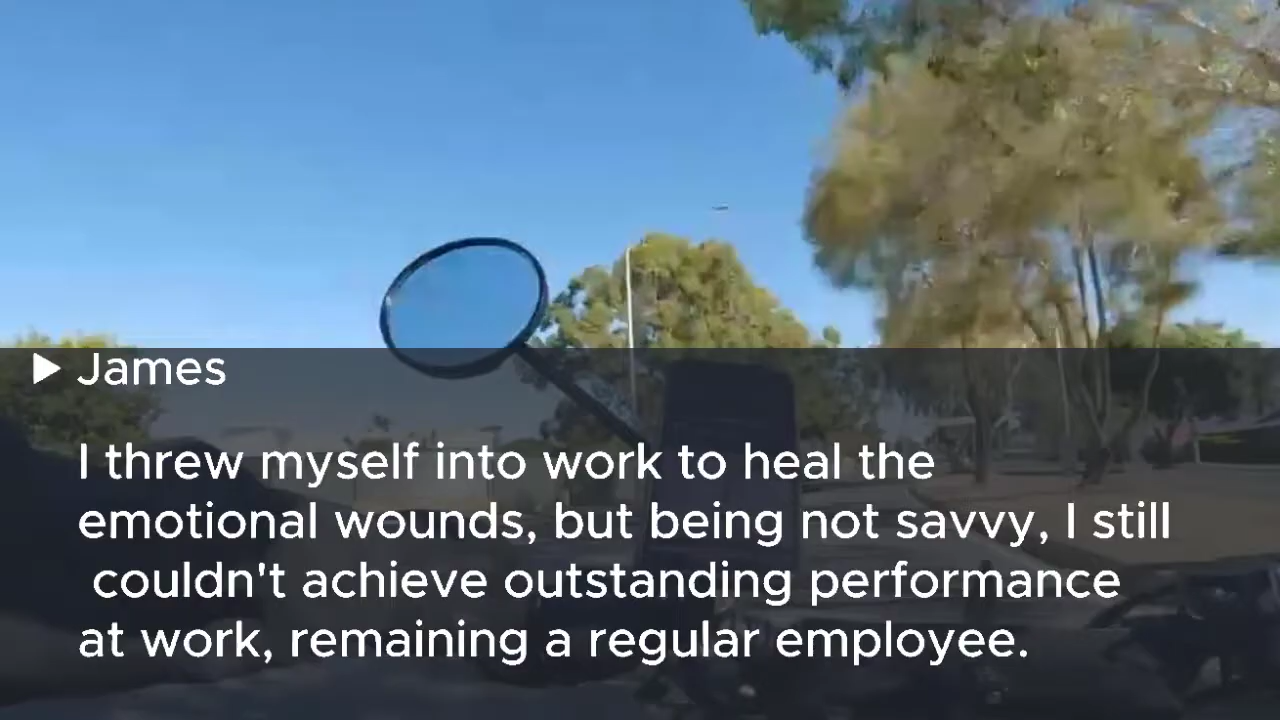 ▶ James
I threw myself into work to heal the
emotional wounds, but being not savvy, I still
couldn't achieve outstanding performance
at work, remaining a regular employee.